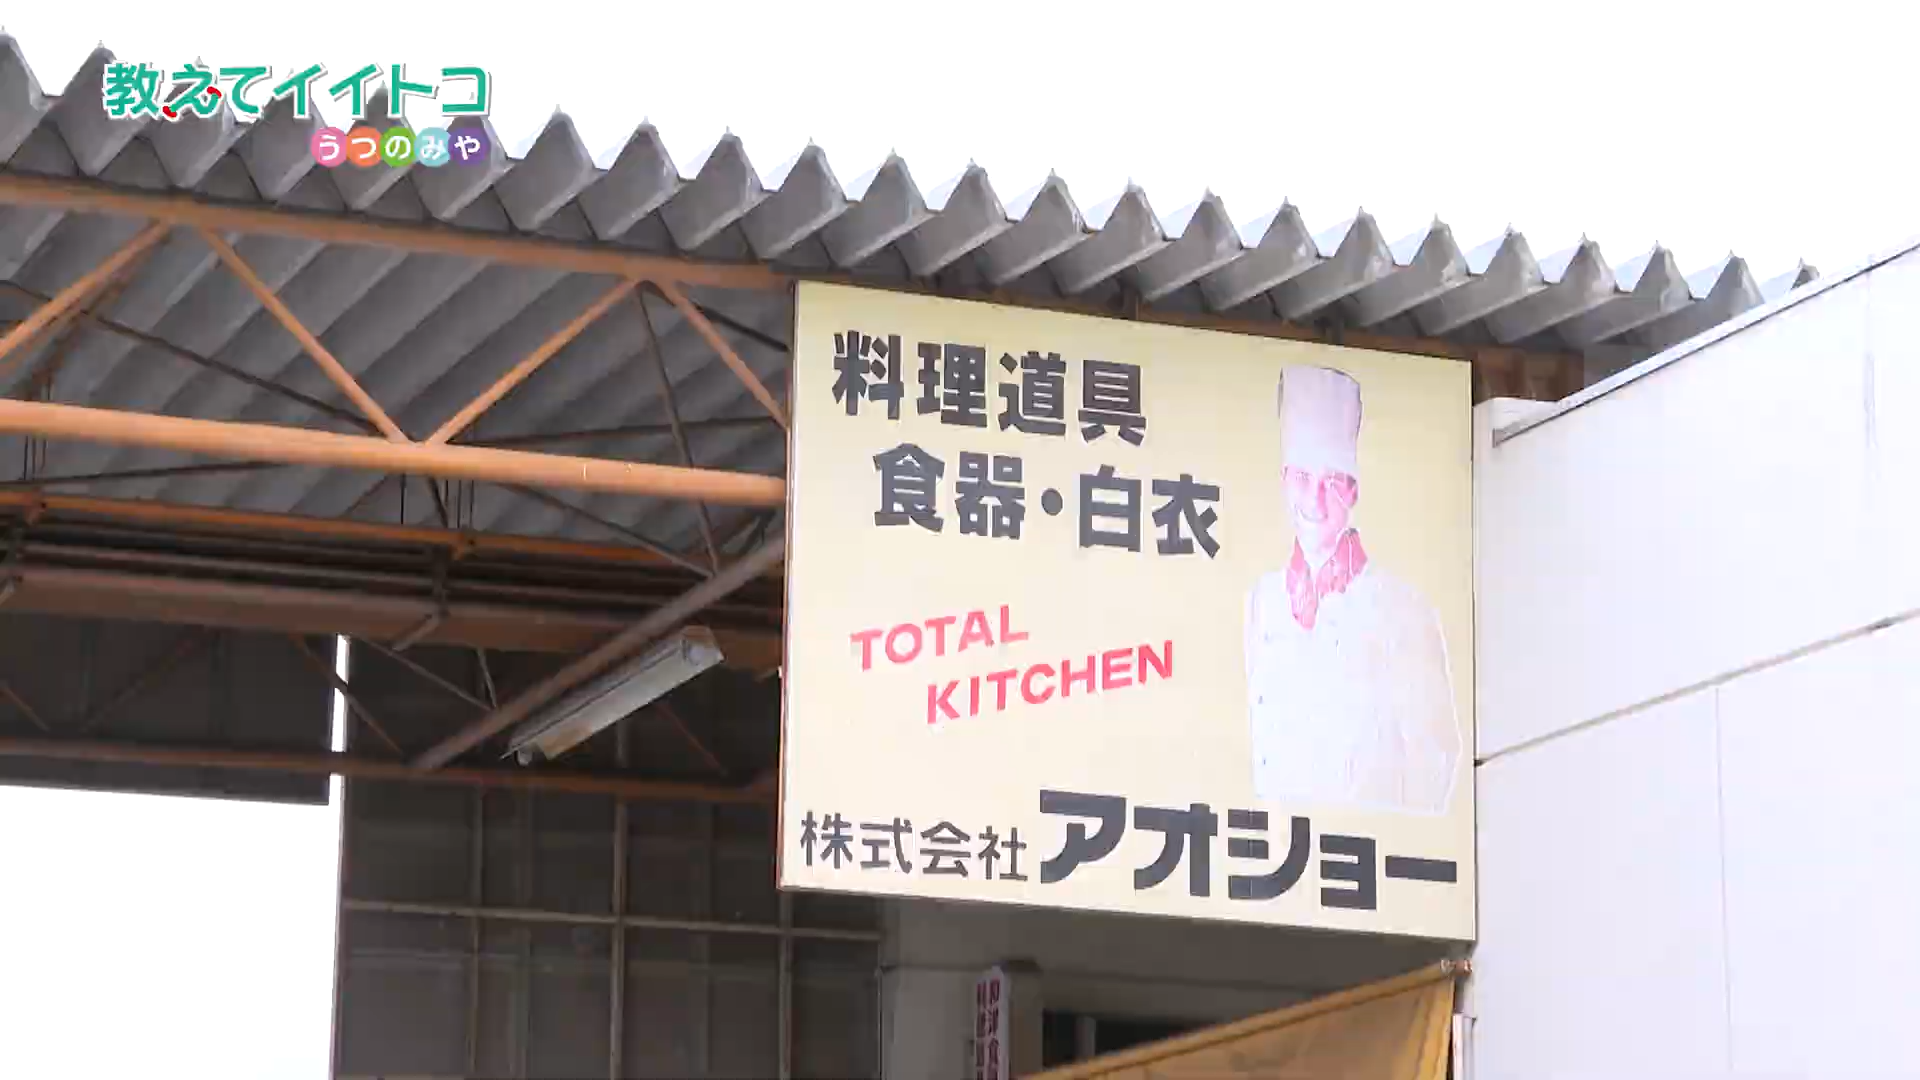 教えてイイトコ
うつのみや
料理道具
食器・白衣
TOTAL
KITCHEN
株式会社アオショー